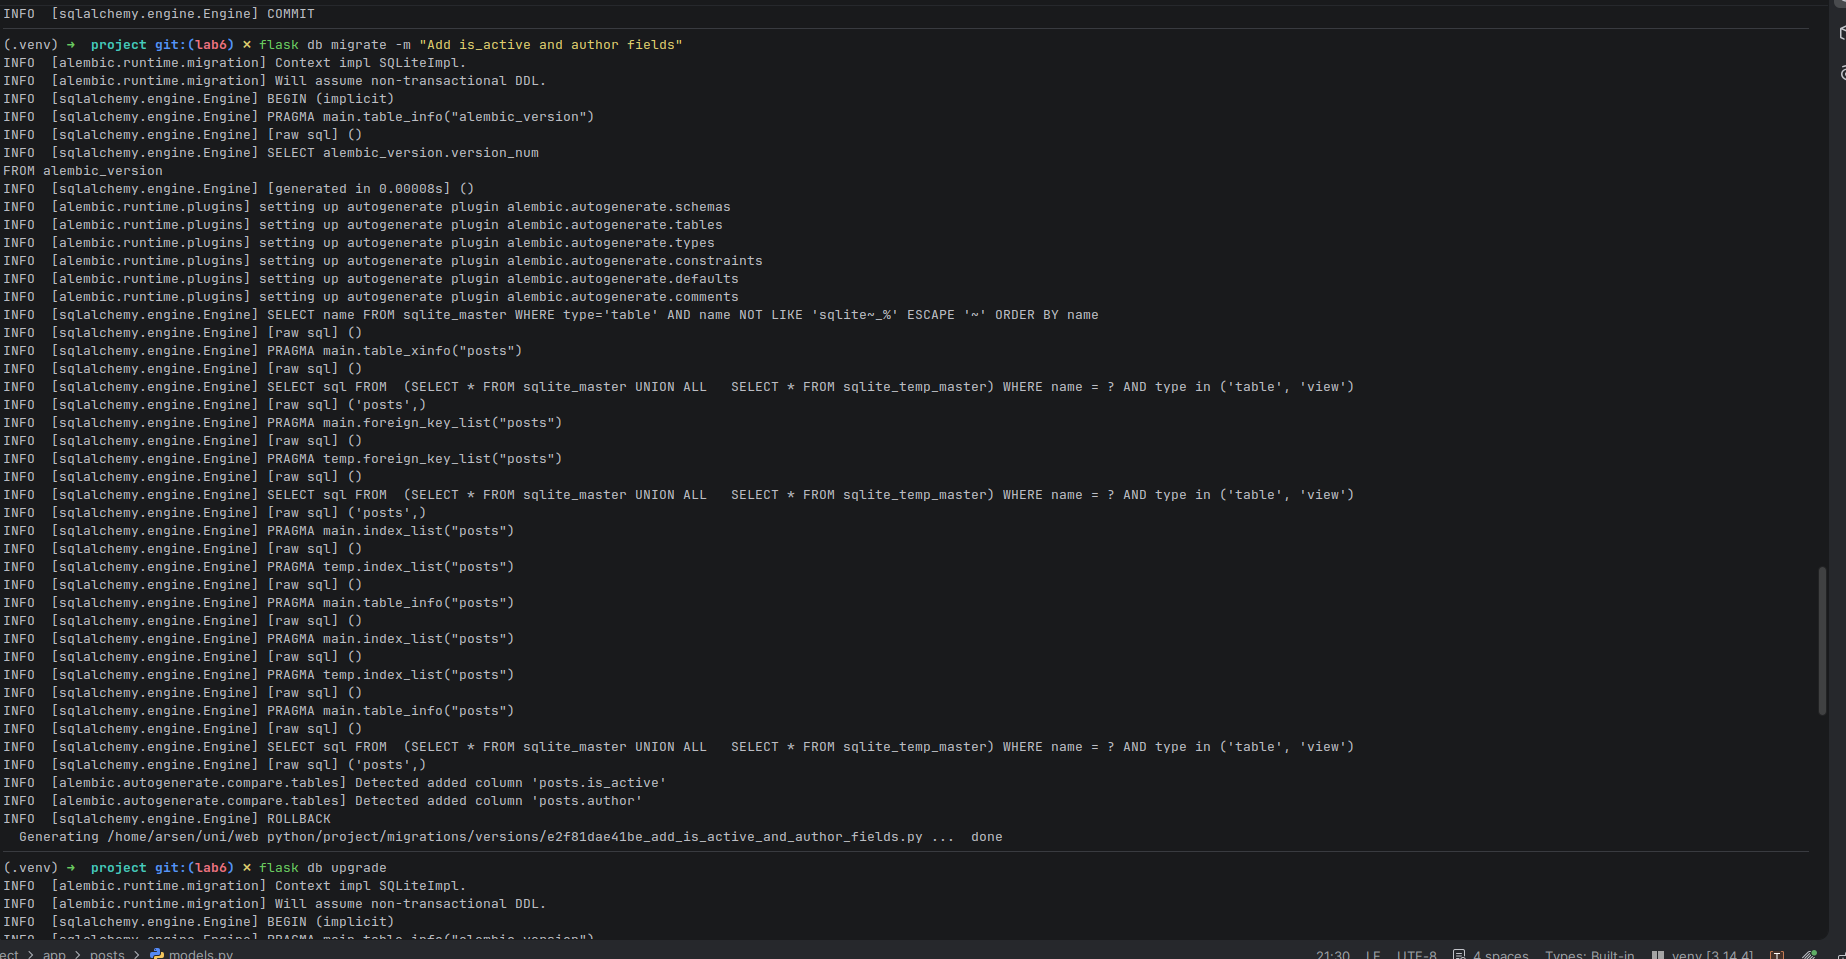 INFO  [sqlalchemy.engine.Engine] COMMIT
(.venv) → project git:(lab6) × flask db migrate -m "Add is_active and author fields"
INFO  [alembic.runtime.migration] Context impl SQLiteImpl.
INFO  [alembic.runtime.migration] Will assume non-transactional DDL.
INFO  [sqlalchemy.engine.Engine] BEGIN (implicit)
INFO  [sqlalchemy.engine.Engine] PRAGMA main.table_info("alembic_version")
INFO  [sqlalchemy.engine.Engine] [raw sql] ()
INFO  [sqlalchemy.engine.Engine] SELECT alembic_version.version_num
FROM alembic_version
INFO  [sqlalchemy.engine.Engine] [generated in 0.00008s] ()
INFO  [alembic.runtime.plugins] setting up autogenerate plugin alembic.autogenerate.schemas
INFO  [alembic.runtime.plugins] setting up autogenerate plugin alembic.autogenerate.tables
INFO  [alembic.runtime.plugins] setting up autogenerate plugin alembic.autogenerate.types
INFO  [alembic.runtime.plugins] setting up autogenerate plugin alembic.autogenerate.constraints
INFO  [alembic.runtime.plugins] setting up autogenerate plugin alembic.autogenerate.defaults
INFO  [alembic.runtime.plugins] setting up autogenerate plugin alembic.autogenerate.comments
INFO  [sqlalchemy.engine.Engine] SELECT name FROM sqlite_master WHERE type='table' AND name NOT LIKE 'sqlite~_%' ESCAPE '~' ORDER BY name
INFO  [sqlalchemy.engine.Engine] [raw sql] ()
INFO  [sqlalchemy.engine.Engine] PRAGMA main.table_xinfo("posts")
INFO  [sqlalchemy.engine.Engine] [raw sql] ()
INFO  [sqlalchemy.engine.Engine] SELECT sql FROM  (SELECT * FROM sqlite_master UNION ALL   SELECT * FROM sqlite_temp_master) WHERE name = ? AND type in ('table', 'view')
INFO  [sqlalchemy.engine.Engine] [raw sql] ('posts',)
INFO  [sqlalchemy.engine.Engine] PRAGMA main.foreign_key_list("posts")
INFO  [sqlalchemy.engine.Engine] [raw sql] ()
INFO  [sqlalchemy.engine.Engine] PRAGMA temp.foreign_key_list("posts")
INFO  [sqlalchemy.engine.Engine] [raw sql] ()
INFO  [sqlalchemy.engine.Engine] SELECT sql FROM  (SELECT * FROM sqlite_master UNION ALL   SELECT * FROM sqlite_temp_master) WHERE name = ? AND type in ('table', 'view')
INFO  [sqlalchemy.engine.Engine] [raw sql] ('posts',)
INFO  [sqlalchemy.engine.Engine] PRAGMA main.index_list("posts")
INFO  [sqlalchemy.engine.Engine] [raw sql] ()
INFO  [sqlalchemy.engine.Engine] PRAGMA temp.index_list("posts")
INFO  [sqlalchemy.engine.Engine] [raw sql] ()
INFO  [sqlalchemy.engine.Engine] PRAGMA main.table_info("posts")
INFO  [sqlalchemy.engine.Engine] [raw sql] ()
INFO  [sqlalchemy.engine.Engine] PRAGMA main.index_list("posts")
INFO  [sqlalchemy.engine.Engine] [raw sql] ()
INFO  [sqlalchemy.engine.Engine] PRAGMA temp.index_list("posts")
INFO  [sqlalchemy.engine.Engine] [raw sql] ()
INFO  [sqlalchemy.engine.Engine] PRAGMA main.table_info("posts")
INFO  [sqlalchemy.engine.Engine] [raw sql] ()
INFO  [sqlalchemy.engine.Engine] SELECT sql FROM  (SELECT * FROM sqlite_master UNION ALL   SELECT * FROM sqlite_temp_master) WHERE name = ? AND type in ('table', 'view')
INFO  [sqlalchemy.engine.Engine] [raw sql] ('posts',)
INFO  [alembic.autogenerate.compare.tables] Detected added column 'posts.is_active'
INFO  [alembic.autogenerate.compare.tables] Detected added column 'posts.author'
INFO  [sqlalchemy.engine.Engine] ROLLBACK
  Generating /home/arsen/uni/web python/project/migrations/versions/e2f81dae41be_add_is_active_and_author_fields.py ...  done
(.venv) → project git:(lab6) × flask db upgrade
INFO  [alembic.runtime.migration] Context impl SQLiteImpl.
INFO  [alembic.runtime.migration] Will assume non-transactional DDL.
INFO  [sqlalchemy.engine.Engine] BEGIN (implicit)
INFO  [sqlalchemy.engine.Engine] PRAGMA main.table_info("alembic_version")
ect > app > posts > models.py 21:30 LF UTF-8 4 spaces Types: Built-in venv [3.14.4] [T]